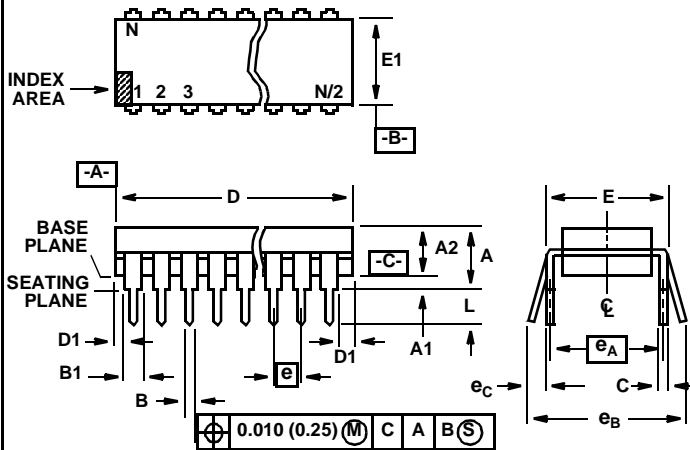 N
E1
INDEX
AREA
1 2 3 N/2
-B-
-A-
D
E
BASE
PLANE
A2
A
-C-
SEATING
PLANE
L
C L
D1
A1
D1
eA
B1
e
eC
C
B
eB
0.010 (0.25) M C A B S